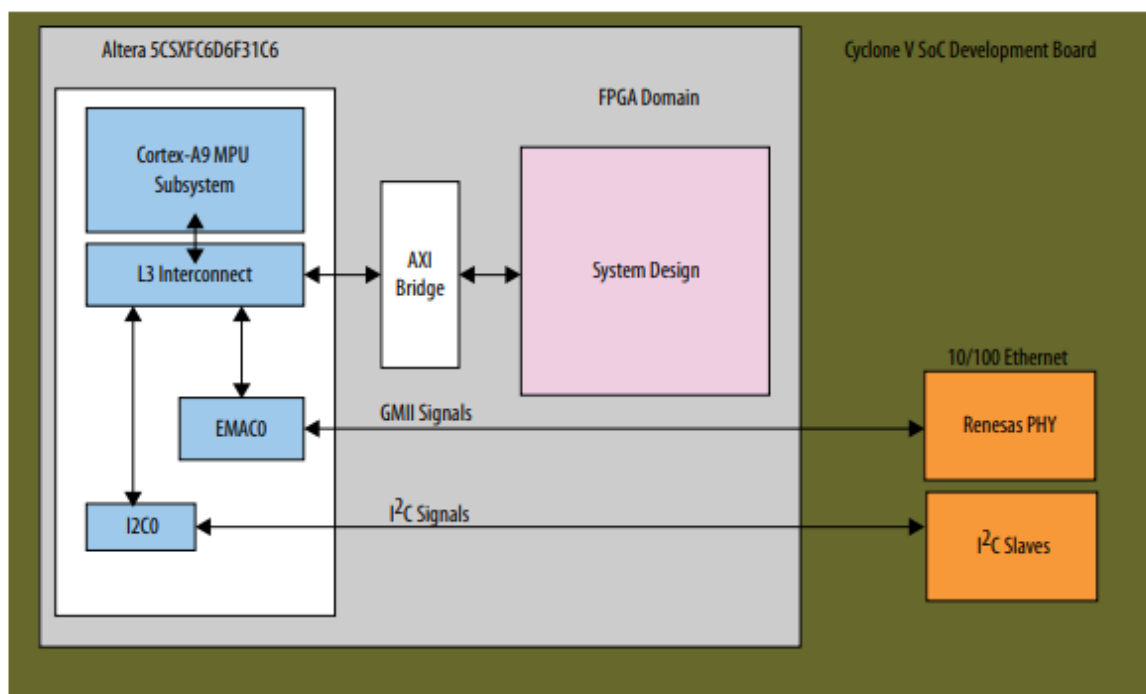 Altera 5CSXFC6D6F31C6
Cyclone V SoC Development Board
FPGA Domain
Cortex-A9 MPU
Subsystem
L3 Interconnect
AXI
Bridge
System Design
10/100 Ethernet
EMAC0
GMII Signals
Renesas PHY
I2C0
I²C Signals
I²C Slaves